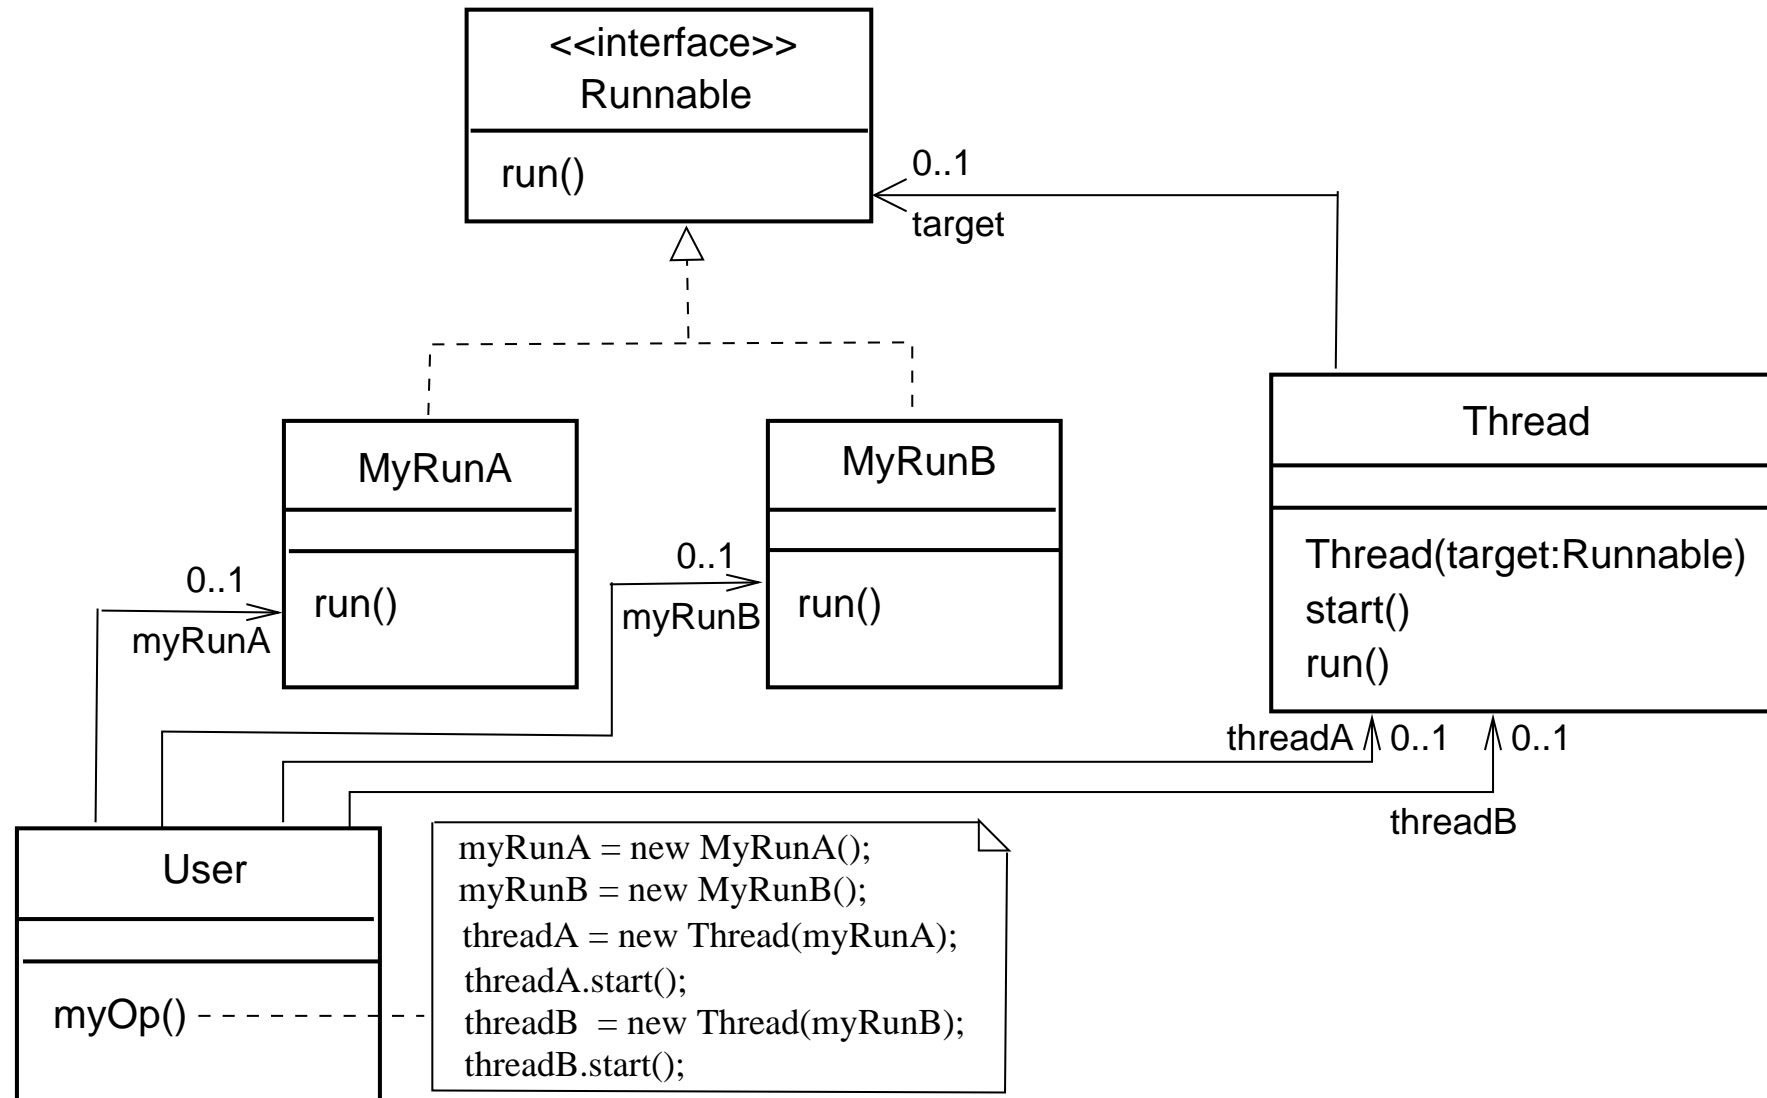 <<interface>>
Runnable
run()
0..1
target
MyRunA
run()
MyRunB
run()
Thread
Thread(target:Runnable)
start()
run()
0..1
myRunA
0..1
myRunB
threadA
0..1
0..1
threadB
User
myOp()
myRunA = new MyRunA();
myRunB = new MyRunB();
threadA = new Thread(myRunA);
threadA.start();
threadB = new Thread(myRunB);
threadB.start();